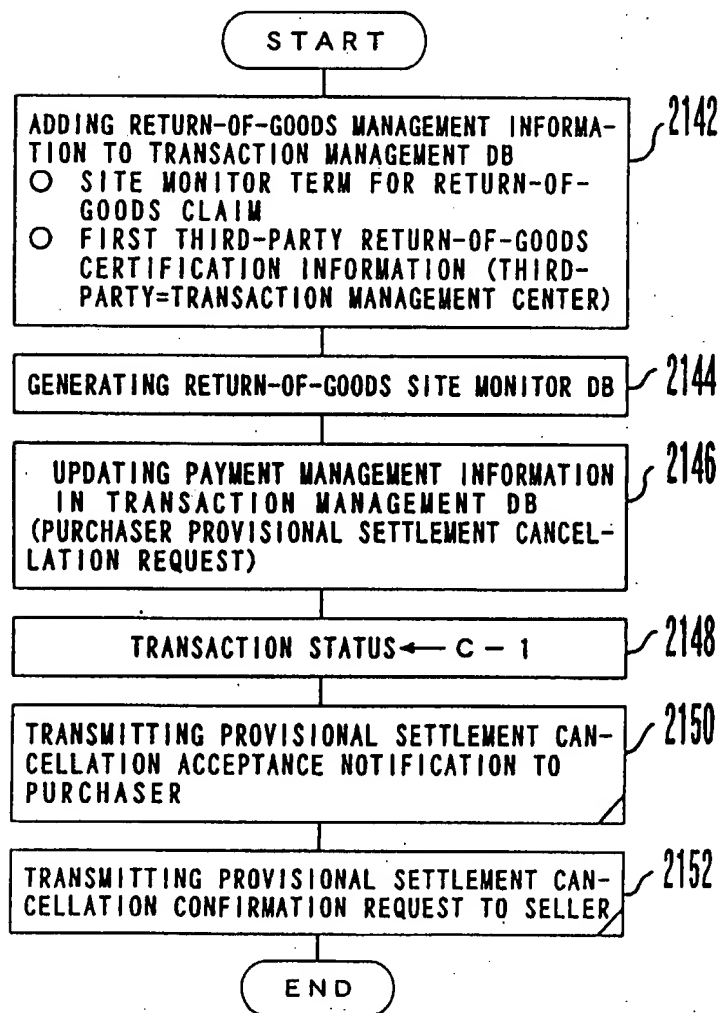 START
ADDING RETURN-OF-GOODS MANAGEMENT INFORMA-
TION TO TRANSACTION MANAGEMENT DB
○ SITE MONITOR TERM FOR RETURN-OF-
GOODS CLAIM
○ FIRST THIRD-PARTY RETURN-OF-GOODS
CERTIFICATION INFORMATION (THIRD-
PARTY=TRANSACTION MANAGEMENT CENTER)
2142
GENERATING RETURN-OF-GOODS SITE MONITOR DB
2144
UPDATING PAYMENT MANAGEMENT INFORMATION
IN TRANSACTION MANAGEMENT DB
(PURCHASER PROVISIONAL SETTLEMENT CANCEL-
LATION REQUEST)
2146
TRANSACTION STATUS ← C - 1
2148
TRANSMITTING PROVISIONAL SETTLEMENT CAN-
CELLATION ACCEPTANCE NOTIFICATION TO
PURCHASER
2150
TRANSMITTING PROVISIONAL SETTLEMENT CAN-
CELLATION CONFIRMATION REQUEST TO SELLER
2152
END